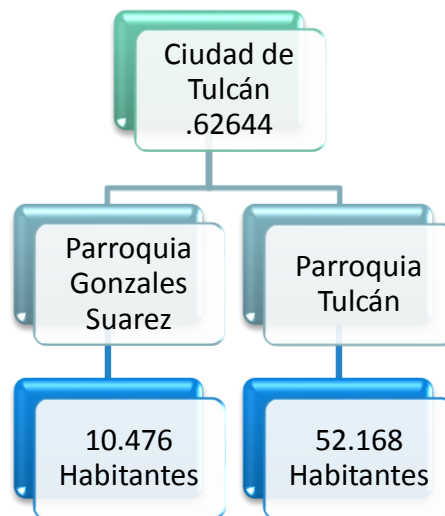 Ciudad de
Tulcán
.62644
Parroquia
Gonzales
Suarez
Parroquia
Tulcán
10.476
Habitantes
52.168
Habitantes